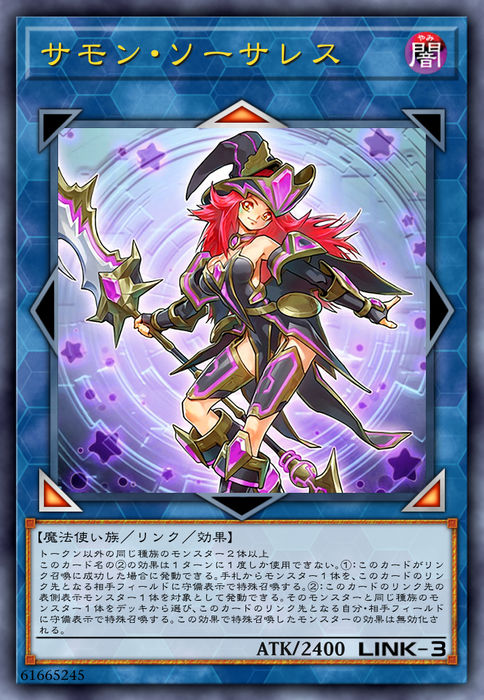 サモン・ソーサレス
やみ
闇
【魔法使い族／リンク／効果】
トークン以外の同じ種族のモンスター２体以上
このカード名の②の効果は１ターンに１度しか使用できない。①：このカードがリン
ク召喚に成功した場合に発動できる。手札からモンスター１体を、このカードのリ
ンク先となる相手フィールドに守備表示で特殊召喚する。②：このカードのリンク先の
表側表示モンスター１体を対象として発動できる。そのモンスターと同じ種族のモ
ンスター１体をデッキから選び、このカードのリンク先となる自分・相手フィールド
に守備表示で特殊召喚する。この効果で特殊召喚したモンスターの効果は無効化さ
れる。
ATK/2400 LINK-3
61665245